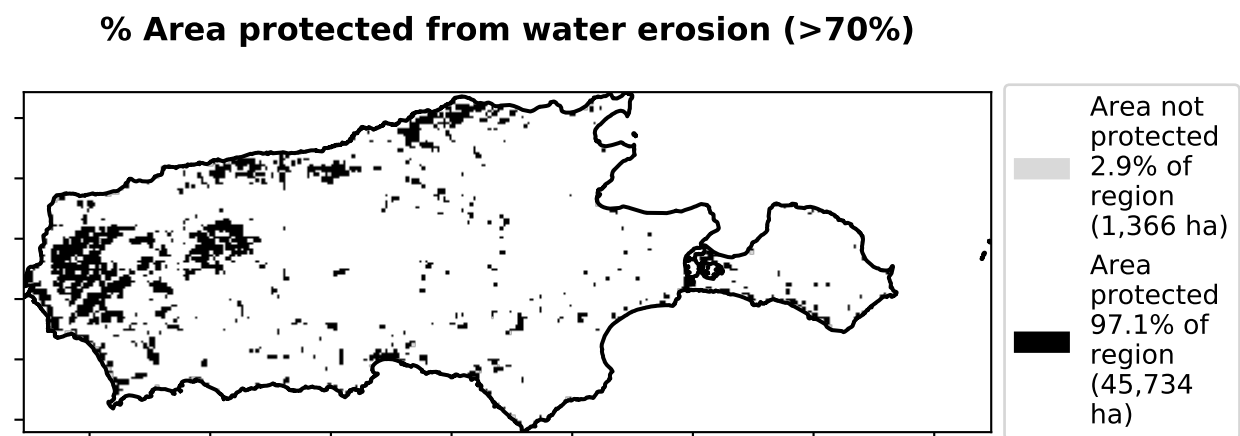 % Area protected from water erosion (>70%)
Area not
protected
2.9% of
region
(1,366 ha)
Area
protected
97.1% of
region
(45,734
ha)